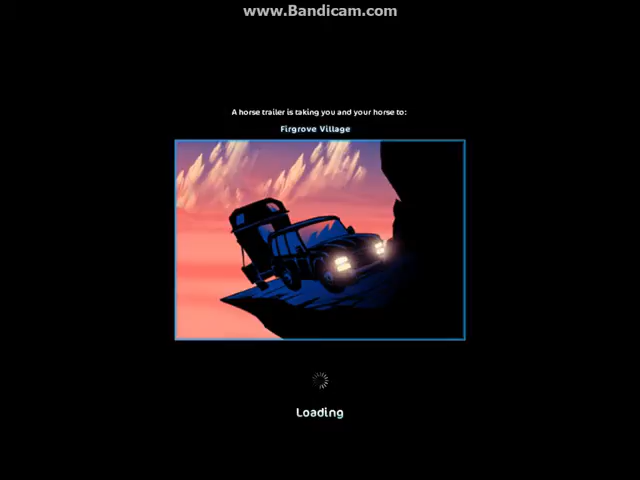 www.Bandicam.com
A horse trailer is taking you and your horse to:
Firgrove Village
Loading